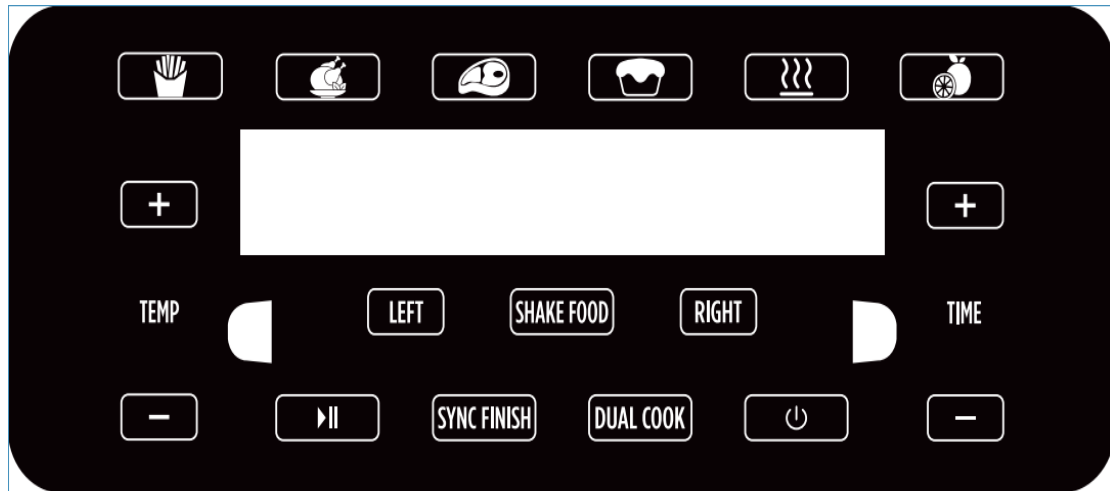 +
+
TEMP
LEFT
SHAKE FOOD
RIGHT
TIME
-
SYNC FINISH
DUAL COOK
-